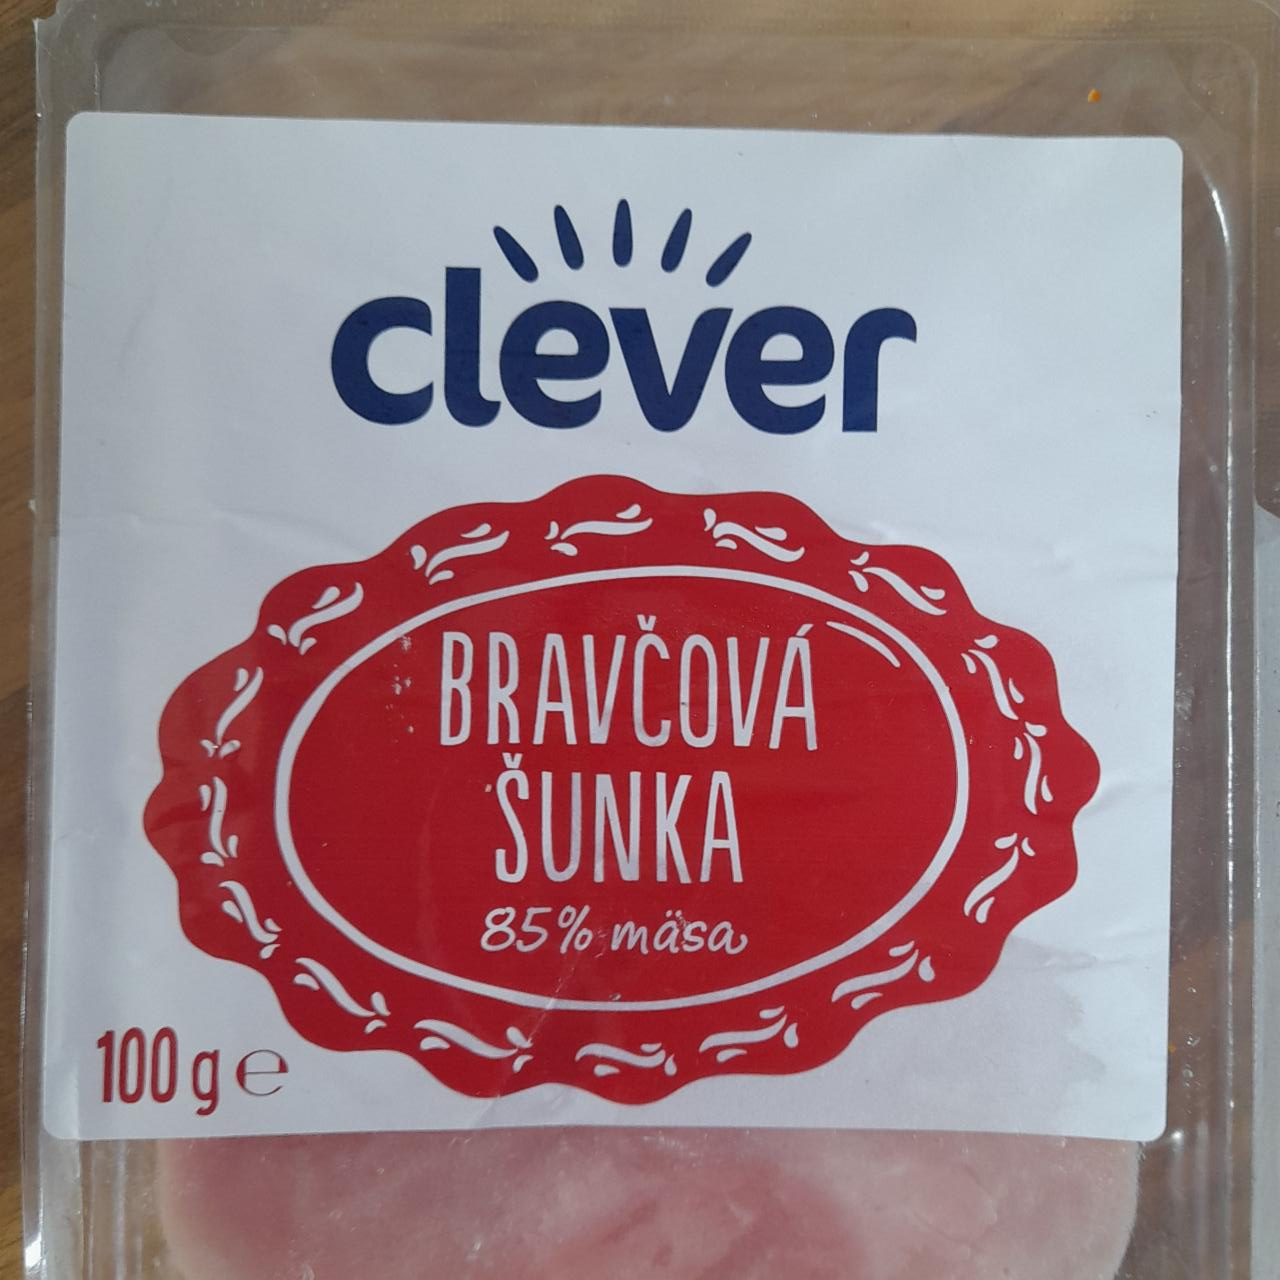 clever
BRAVČOVÁ
ŠUNKA
85% mäsa
100 g ℮